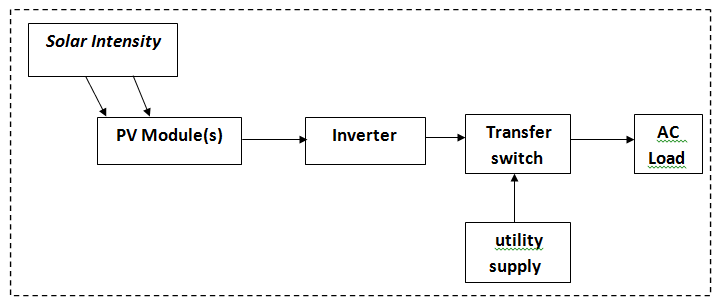 Solar Intensity
PV Module(s)
Inverter
Transfer
switch
AC
Load
utility
supply